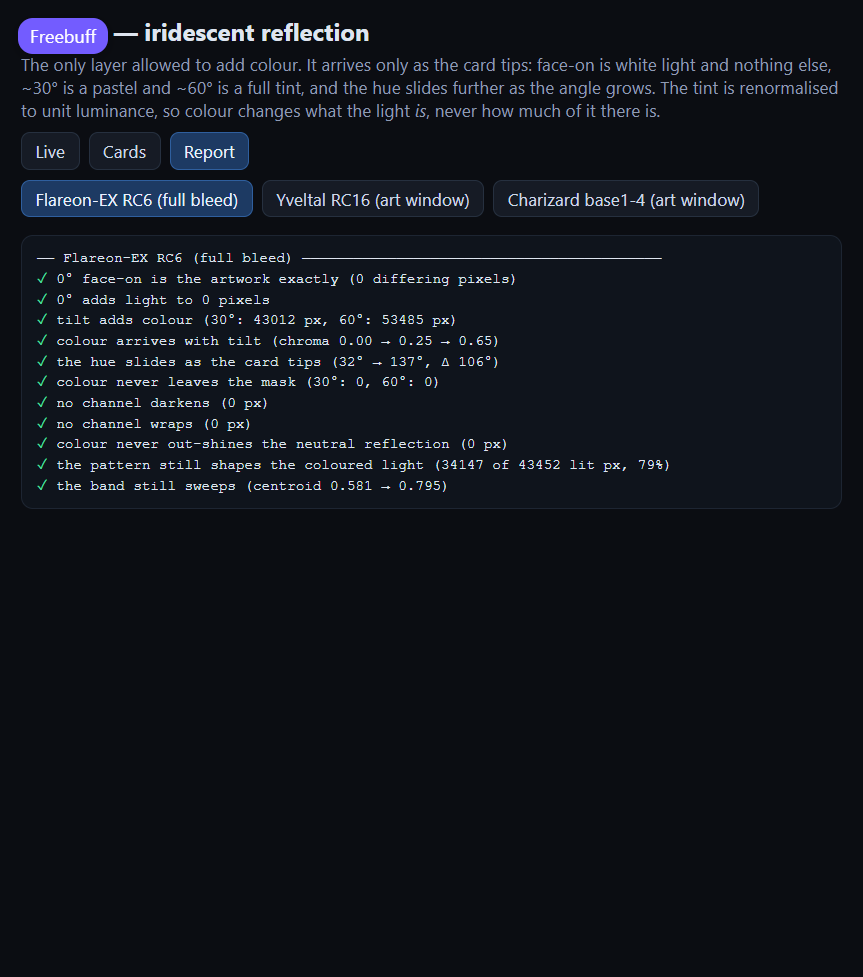 Freebuff — iridescent reflection
The only layer allowed to add colour. It arrives only as the card tips: face-on is white light and nothing else,
~30° is a pastel and ~60° is a full tint, and the hue slides further as the angle grows. The tint is renormalised
to unit luminance, so colour changes what the light is, never how much of it there is.
Live Cards Report
Flareon-EX RC6 (full bleed) Yveltal RC16 (art window) Charizard base1-4 (art window)
── Flareon-EX RC6 (full bleed) ──────────────────────────────────────────
✓ 0° face-on is the artwork exactly (0 differing pixels)
✓ 0° adds light to 0 pixels
✓ tilt adds colour (30°: 43012 px, 60°: 53485 px)
✓ colour arrives with tilt (chroma 0.00 → 0.25 → 0.65)
✓ the hue slides as the card tips (32° → 137°, Δ 106°)
✓ colour never leaves the mask (30°: 0, 60°: 0)
✓ no channel darkens (0 px)
✓ no channel wraps (0 px)
✓ colour never out-shines the neutral reflection (0 px)
✓ the pattern still shapes the coloured light (34147 of 43452 lit px, 79%)
✓ the band still sweeps (centroid 0.581 → 0.795)